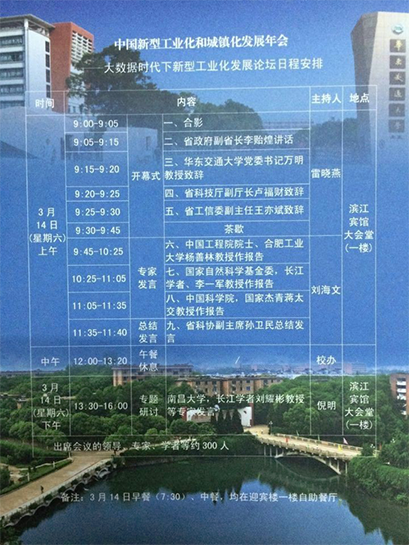 中国新型工业化和城镇化发展年会
大数据时代下新型工业化发展论坛日程安排
时间 内容 主持人 地点
3月14日(星期六)上午
9:00-9:05 一、合影
9:05-9:15 二、省政府副省长李贻煌讲话
开幕式
9:15-9:20 三、华东交通大学党委书记万明
教授致辞
雷晓燕
9:20-9:25 四、省科技厅副厅长卢福财致辞
9:25-9:30 五、省工信委副主任王亦斌致辞
9:30-9:45 茶歇
滨江宾馆大会堂(一楼)
9:45-10:25 六、中国工程院院士、合肥工业
大学杨善林教授作报告
专家发言
10:25-11:05 七、国家自然科学基金委,长江
学者、李一军教授作报告
刘海文
11:05-11:35 八、中国科学院、国家杰青蒋太
交教授作报告
11:35-11:40 总结发言 九、省科协副主席孙卫民总结发
言
中午 12:00-13:20 午餐休息 校办
3月14日(星期六)下午
13:30-16:00 专题研讨 南昌大学,长江学者刘耀彬教授
等专家发言
倪明 滨江宾馆大会堂(一楼)
出席会议的领导、专家、学者等约300人
备注:3月14日早餐(7:30)、中餐,均在迎宾楼一楼自助餐厅。